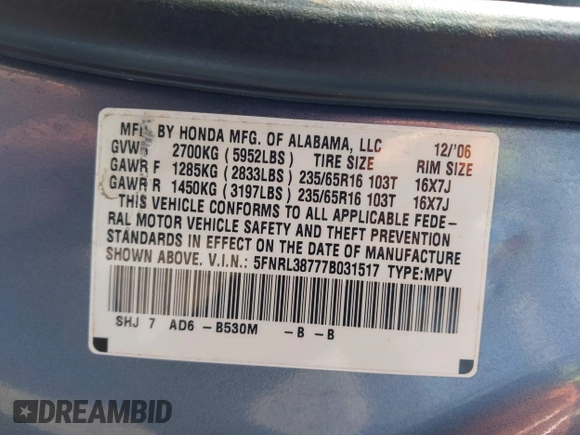 MFD. BY HONDA MFG. OF ALABAMA, LLC 12/'06
GVWR 2700KG (5952LBS) TIRE SIZE RIM SIZE
GAWR F 1285KG (2833LBS) 235/65R16 103T 16X7J
GAWR R 1450KG (3197LBS) 235/65R16 103T 16X7J
THIS VEHICLE CONFORMS TO ALL APPLICABLE FEDE-
RAL MOTOR VEHICLE SAFETY AND THEFT PREVENTION
STANDARDS IN EFFECT ON THE DATE OF MANUFACTURE
SHOWN ABOVE. V.I.N.: 5FNRL38777B031517 TYPE:MPV
SHJ 7 AD6 -B530M -B -B
DREAMBID